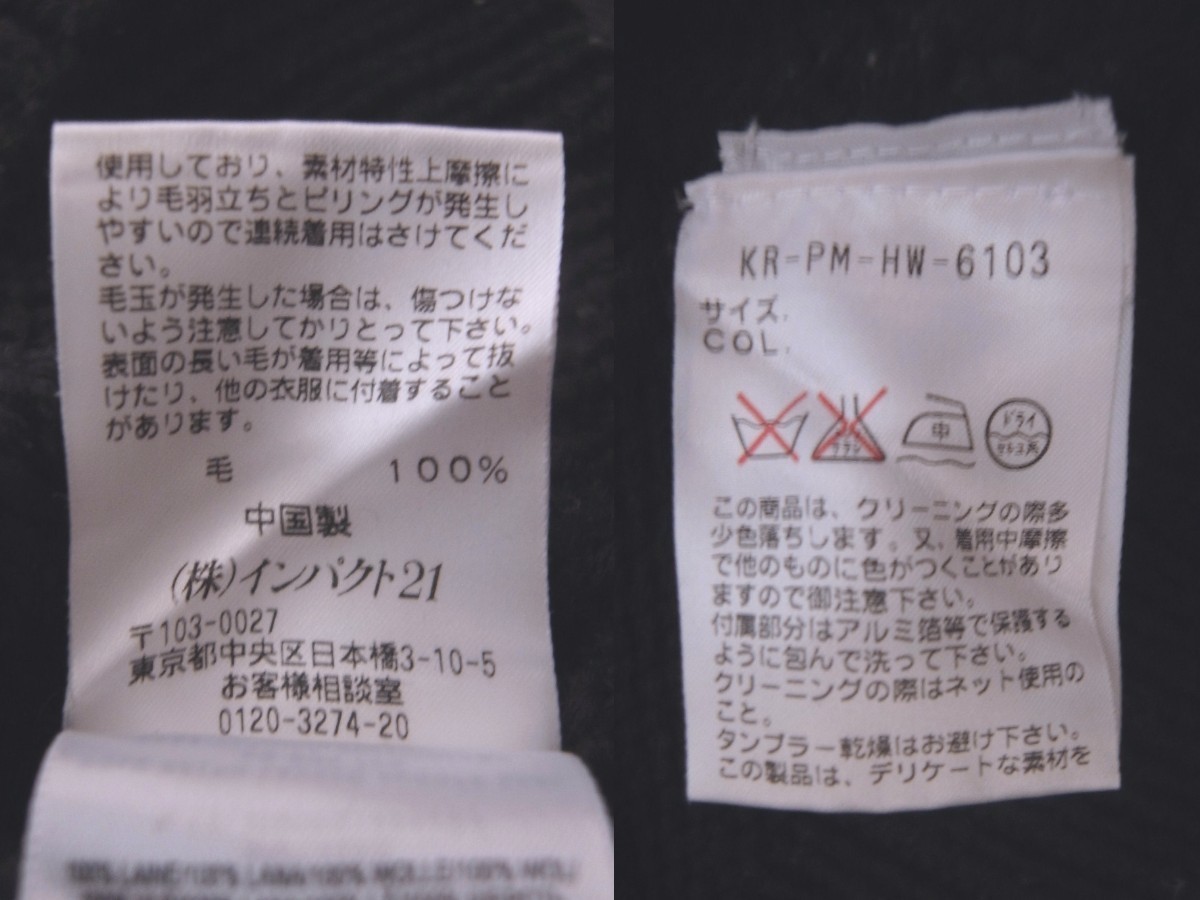 使用しており、素材特性上摩擦に
より毛羽立ちとピリングが発生し
やすいので連続着用はさけてくだ
さい。
毛玉が発生した場合は、傷つけな
いよう注意してかりとって下さい。
表面の長い毛が着用等によって抜
けたり、他の衣服に付着すること
があります。
毛 100%
中国製
(株)インパクト21
〒103-0027
東京都中央区日本橋3-10-5
お客様相談室
0120-3274-20
KR-PM-HW-6103
サイズ.
COL.
中
ドライ
この商品は、クリーニングの際多
少色落ちします。又、着用中摩擦
で他のものに色がつくことがあり
ますので御注意下さい。
付属部分はアルミ箔等で保護する
ように包んで洗って下さい。
クリーニングの際はネット使用の
こと。
タンブラー乾燥はお避け下さい。
この製品は、デリケートな素材を